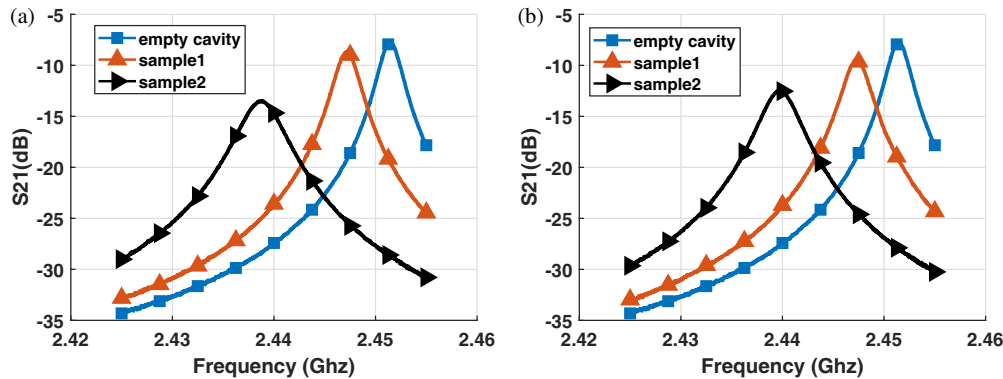 (a)
-5
-10
-15
-20
-25
-30
-35
S21(dB)
empty cavity
sample1
sample2
2.42
2.43
2.44
2.45
2.46
Frequency (Ghz)
(b)
-5
-10
-15
-20
-25
-30
-35
S21(dB)
empty cavity
sample1
sample2
2.42
2.43
2.44
2.45
2.46
Frequency (Ghz)